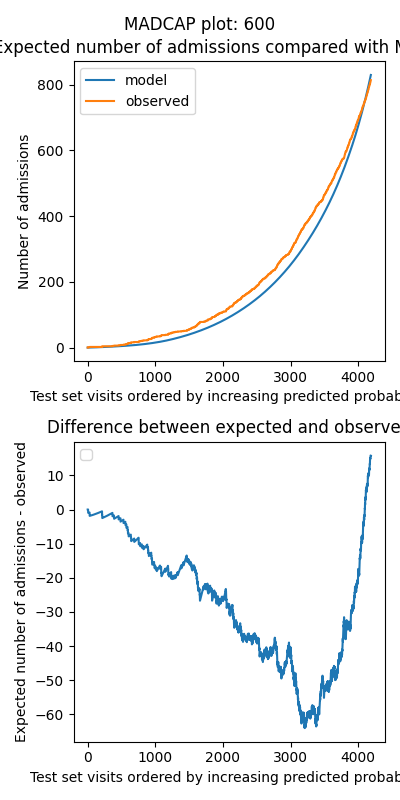 MADCAP plot: 600
Expected number of admissions compared with M
model
observed
800
600
400
200
0
Number of admissions
0 1000 2000 3000 4000
Test set visits ordered by increasing predicted probab
Difference between expected and observe
10
0
−10
−20
−30
−40
−50
−60
Expected number of admissions - observed
0 1000 2000 3000 4000
Test set visits ordered by increasing predicted probab